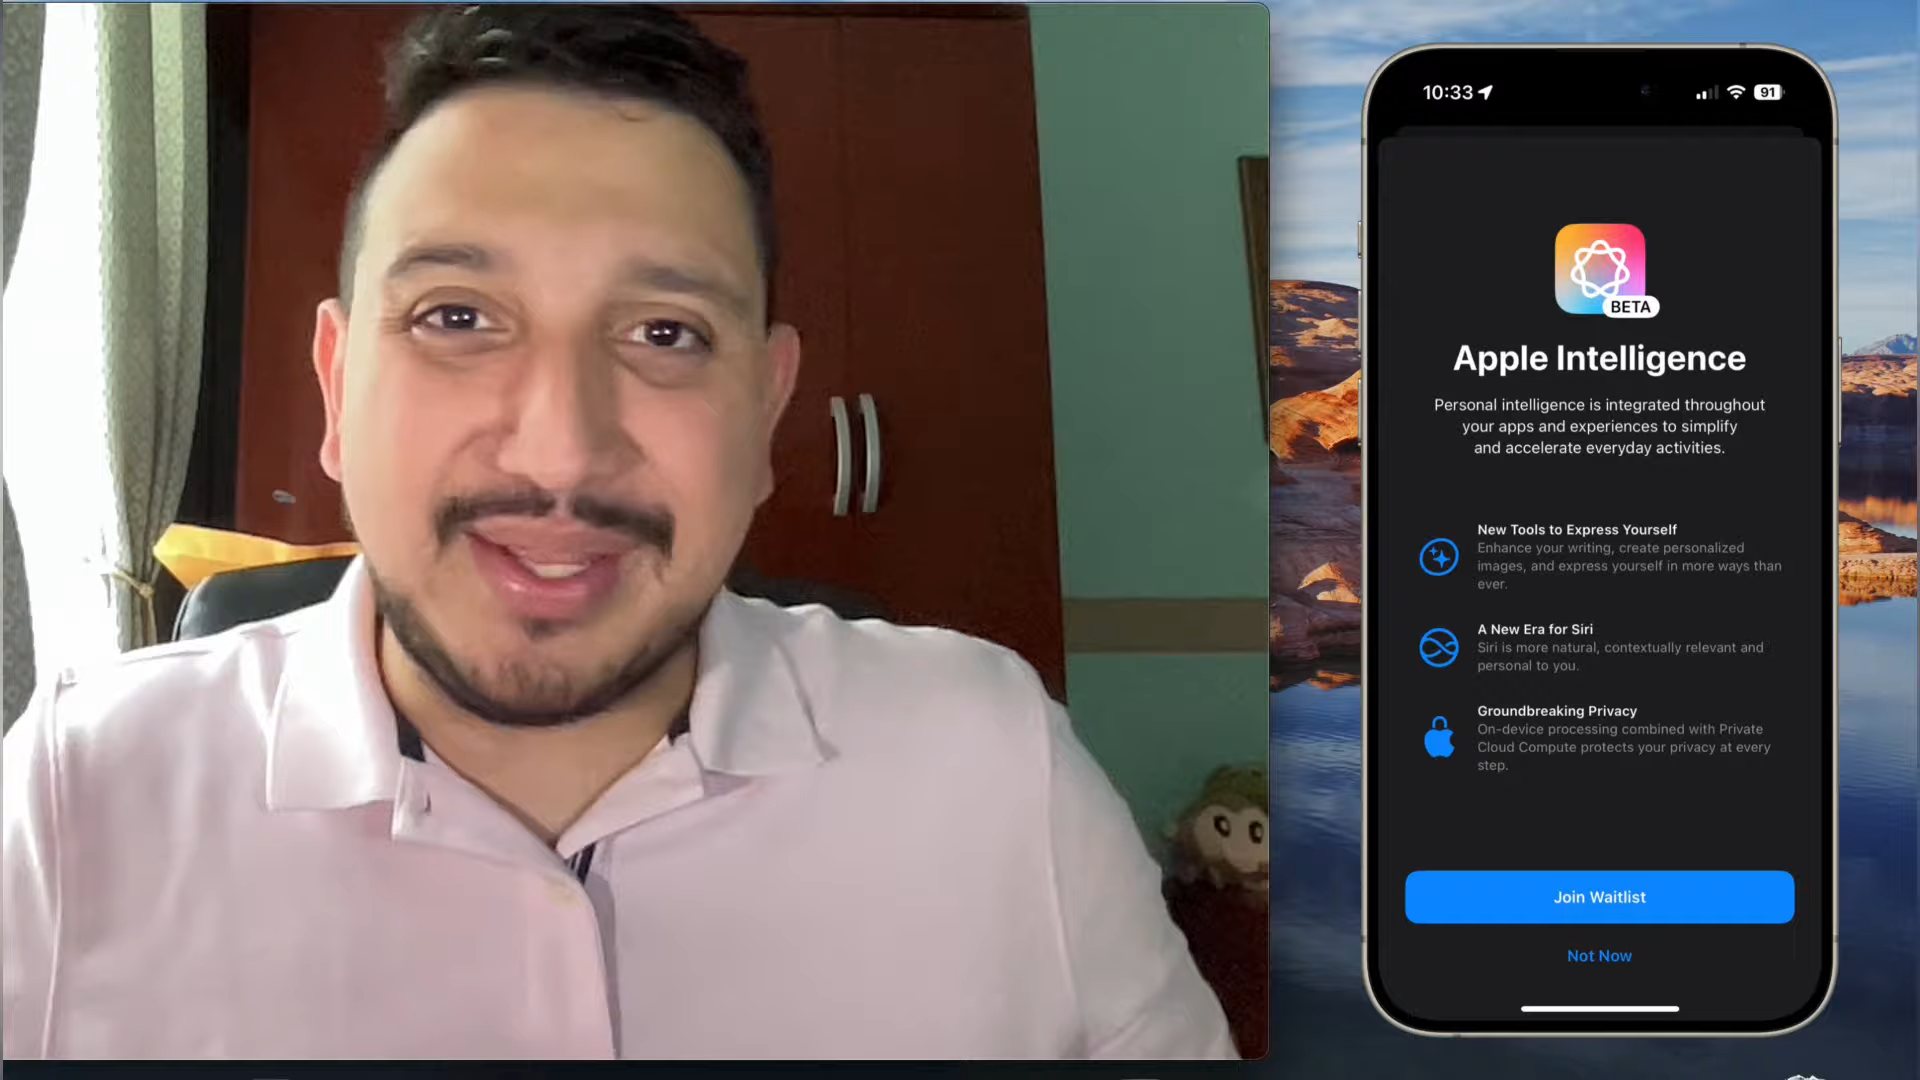 10:33
91
BETA
Apple Intelligence
Personal intelligence is integrated throughout
your apps and experiences to simplify
and accelerate everyday activities.
New Tools to Express Yourself
Enhance your writing, create personalized
images, and express yourself in more ways than
ever.
A New Era for Siri
Siri is more natural, contextually relevant and
personal to you.
Groundbreaking Privacy
On-device processing combined with Private
Cloud Compute protects your privacy at every
step.
Join Waitlist
Not Now